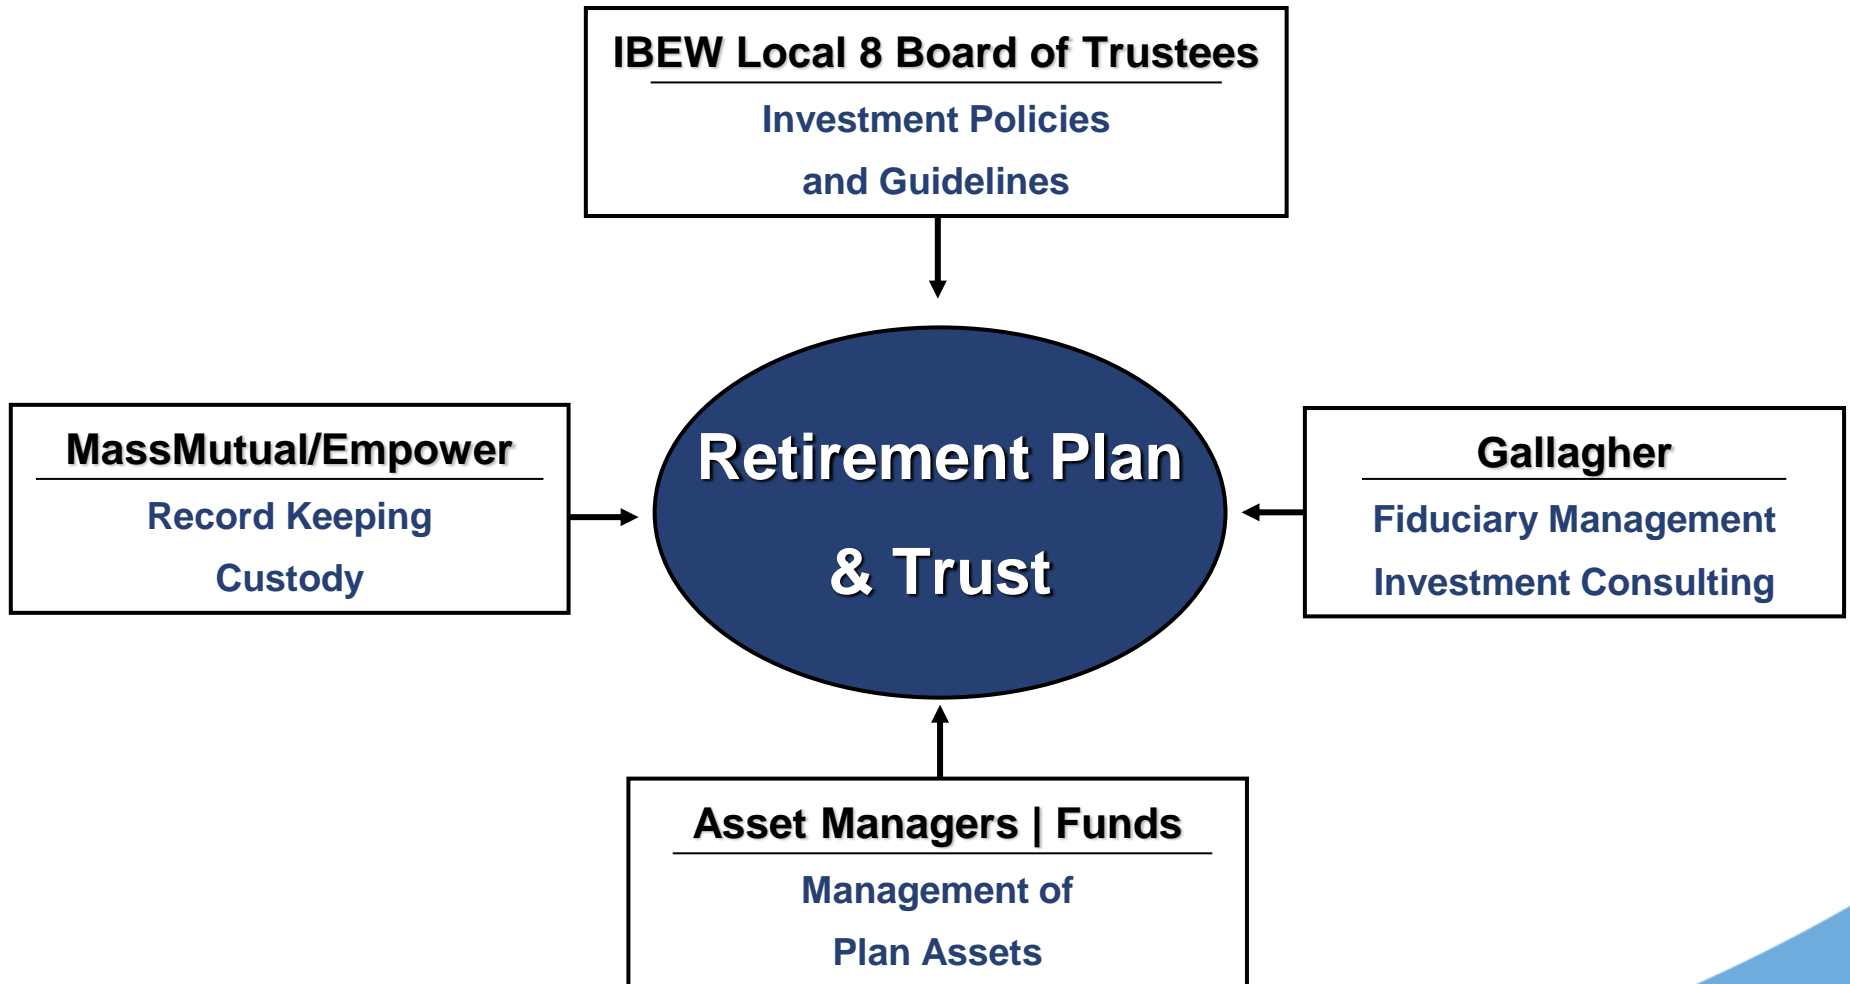 IBEW Local 8 Board of Trustees
Investment Policies
and Guidelines
MassMutual/Empower
Record Keeping
Custody
Retirement Plan
& Trust
Gallagher
Fiduciary Management
Investment Consulting
Asset Managers | Funds
Management of
Plan Assets